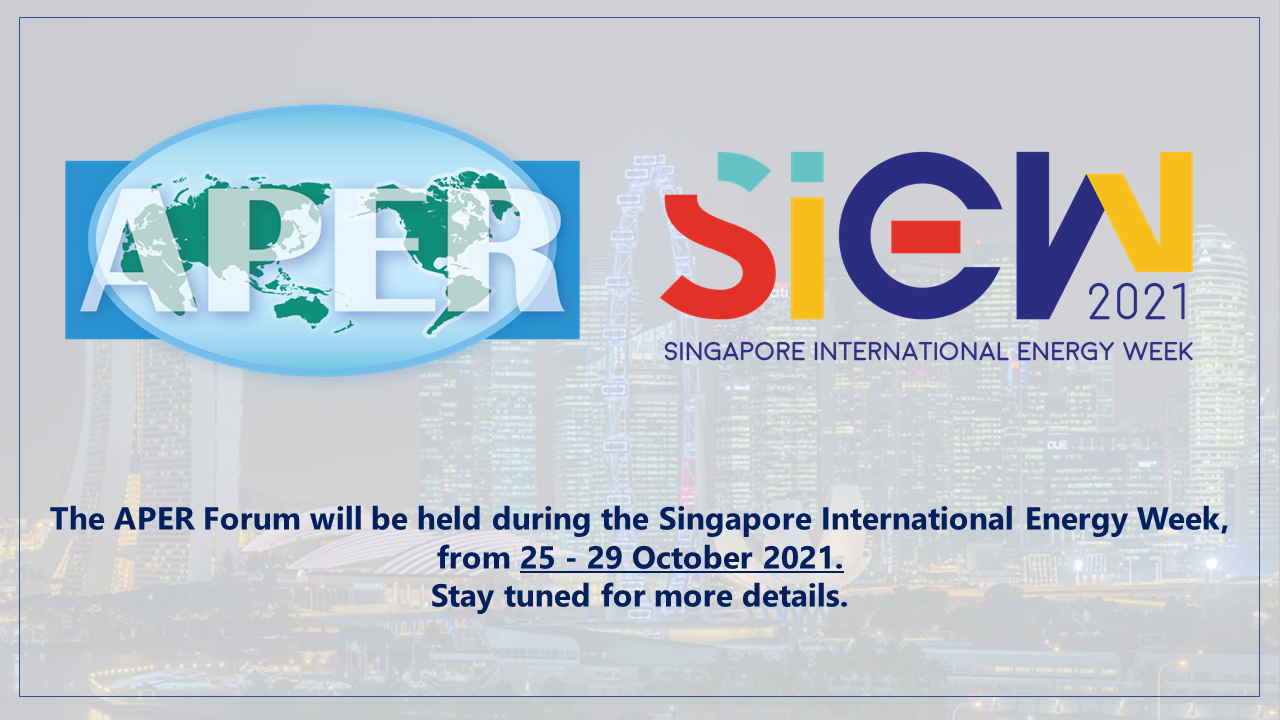 APER
SiEW
2021
SINGAPORE INTERNATIONAL ENERGY WEEK
OUE
The APER Forum will be held during the Singapore International Energy Week,
from 25 - 29 October 2021.
Stay tuned for more details.